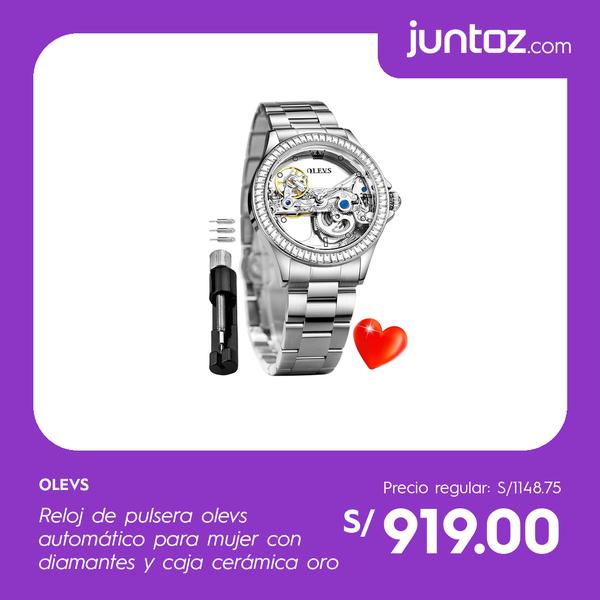 juntoz.com
OLEVS
OLEVS
Precio regular: S/1148.75
Reloj de pulsera olevs
automático para mujer con
diamantes y caja cerámica oro
S/ 919.00